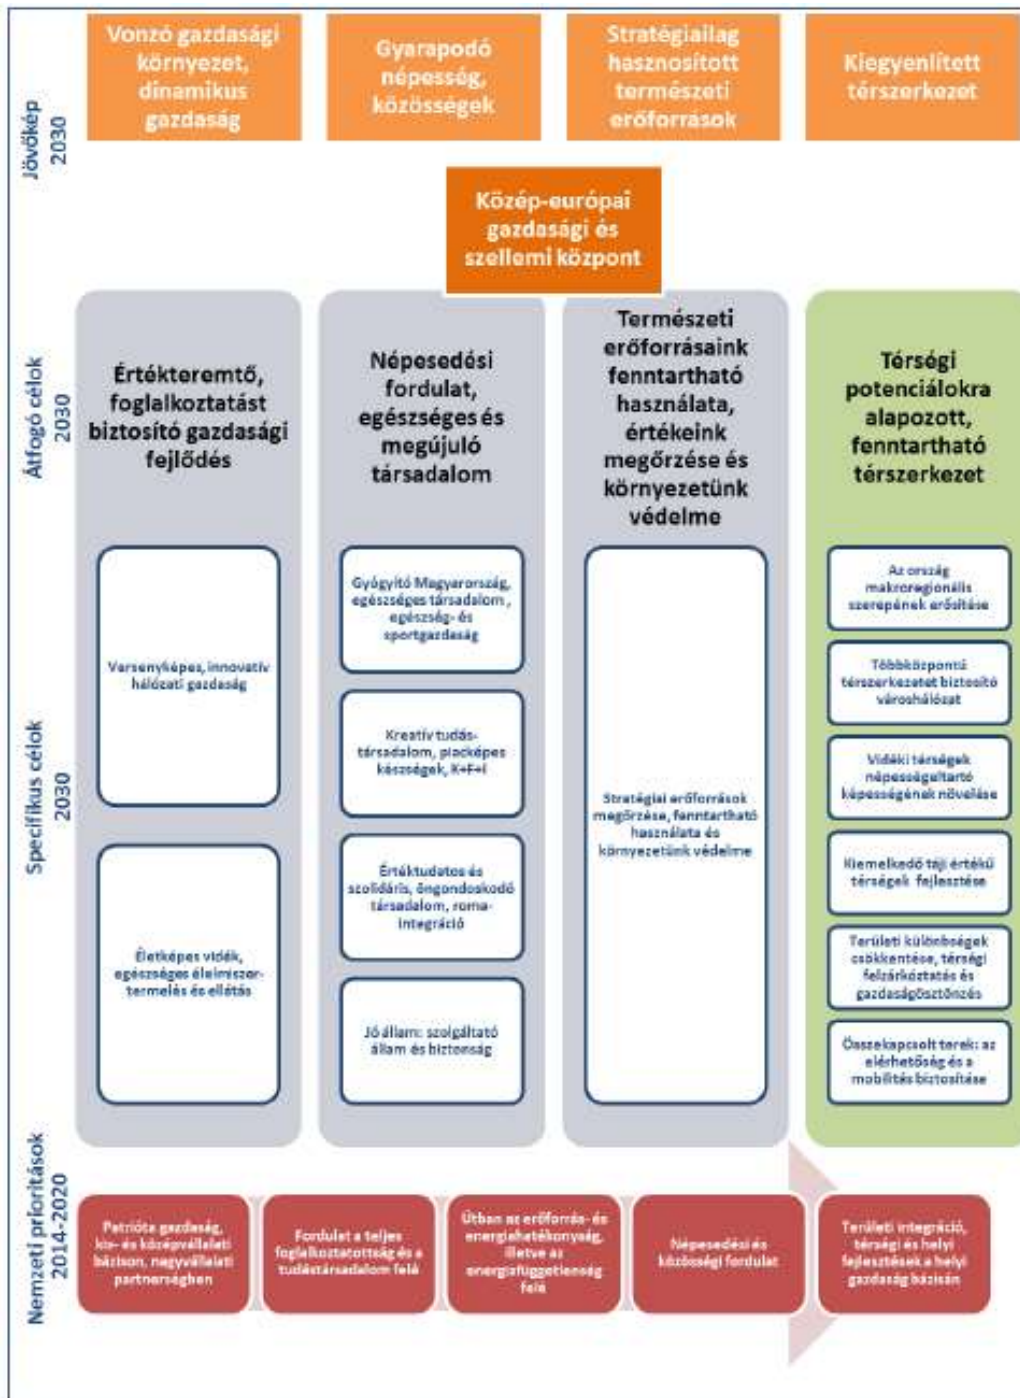 Jövőkép
2030
Vonzó gazdasági
környezet,
dinamikus
gazdaság
Gyarapodó
népesség,
közösségek
Stratégiailag
hasznosított
természeti
erőforrások
Kiegyenlített
térszerkezet
Közép-európai
gazdasági és
szellemi központ
Átfogó célok
2030
Értékteremtő,
foglalkoztatást
biztosító gazdasági
fejlődés
Népesedési
fordulat,
egészséges és
megújuló
társadalom
Természeti
erőforrásaink
fenntartható
használata,
értékeink
megőrzése és
környezetünk
védelme
Térségi
potenciálokra
alapozott,
fenntartható
térszerkezet
Specifikus célok
2030
Versenyképes, innovatív
hálózati gazdaság
Életképes vidék,
egészséges élelmiszer-
termelés és ellátás
Gyógyító Magyarország,
egészséges társadalom,
egészség- és
sportgazdaság
Kreatív tudás-
társadalom, piacképes
készségek, K+F+I
Értéktudatos és
szolidáris, öngondoskodó
társadalom, roma-
integráció
Jó állam: szolgáltató
állam és biztonság
Stratégiai erőforrások
megőrzése, fenntartható
használata és
környezetünk védelme
Az ország
makroregionális
szerepének erősítése
Többközpontú
térszerkezetet biztosító
városhálózat
Vidéki térségek
népességeltartó
képességének növelése
Kiemelkedő táji értékű
térségek fejlesztése
Területi különbségek
csökkentése, térségi
felzárkóztatás és
gazdaságösztönzés
Összekapcsolt terek: az
elérhetőség és a
mobilitás biztosítása
Nemzeti prioritások
2014-2020
Patrióta gazdaság,
kis- és középvállalati
bázison, nagyvállalati
partnerségben
Fordulat a teljes
foglalkoztatottság és a
tudástársadalom felé
Útban az erőforrás- és
energiahatékonyság,
illetve az
energiafüggetlenség
felé
Népesedési és
közösségi fordulat
Területi integráció,
térségi és helyi
fejlesztések a helyi
gazdaság bázisán